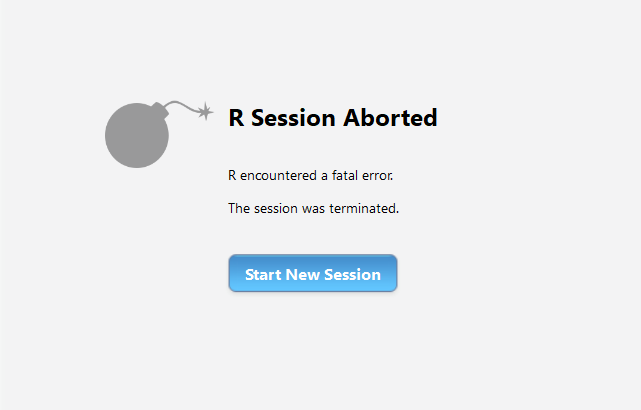 R Session Aborted
R encountered a fatal error.
The session was terminated.
Start New Session